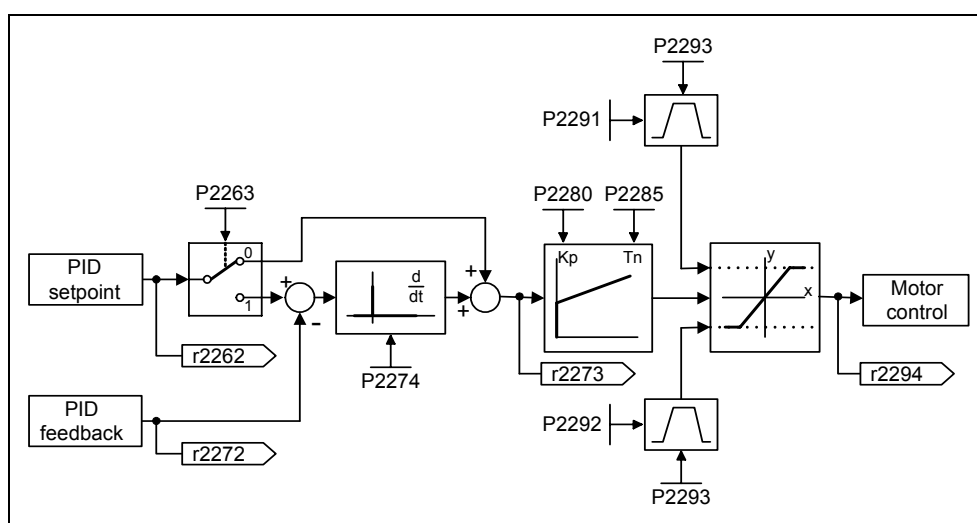 P2293
P2291
P2263
P2280
P2285
PID
setpoint
0
1
+
-
d
dt
+
+
Kp
Tn
y
x
Motor
control
r2262
P2274
r2273
r2294
PID
feedback
r2272
P2292
P2293